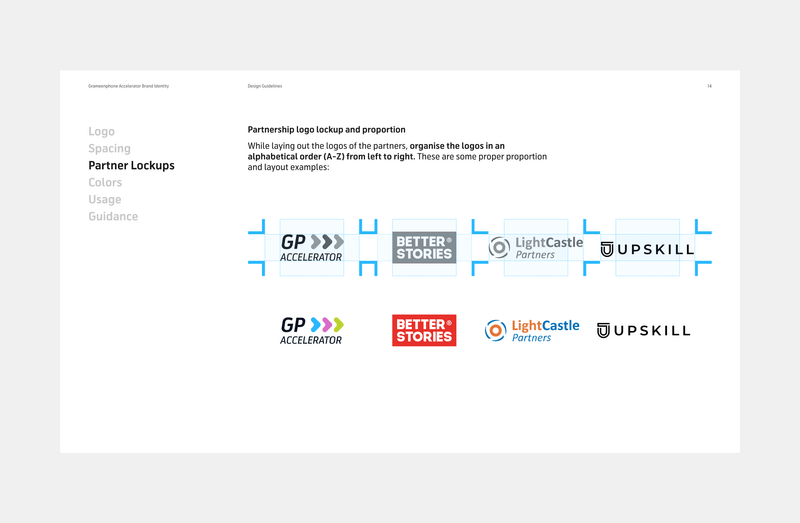 Grameenphone Accelerator Brand Identity
Design Guidelines
14
Logo
Spacing
Partner Lockups
Colors
Usage
Guidance
Partnership logo lockup and proportion
While laying out the logos of the partners, organise the logos in an
alphabetical order (A–Z) from left to right. These are some proper proportion
and layout examples:
GP
ACCELERATOR
BETTER®
STORIES
LightCastle
Partners
UPSKILL
GP
ACCELERATOR
BETTER®
STORIES
LightCastle
Partners
UPSKILL